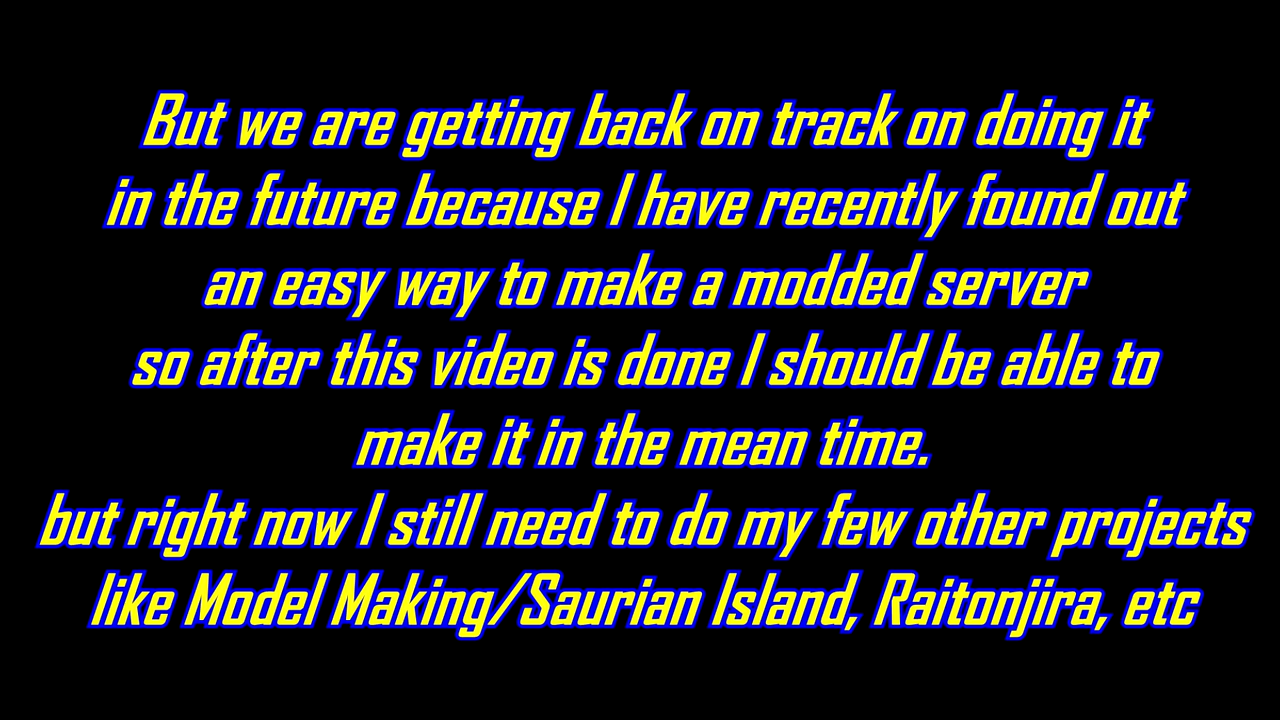 But we are getting back on track on doing it
in the future because I have recently found out
an easy way to make a modded server
so after this video is done I should be able to
make it in the mean time.
but right now I still need to do my few other projects
like Model Making/Saurian Island, Raitonjira, etc